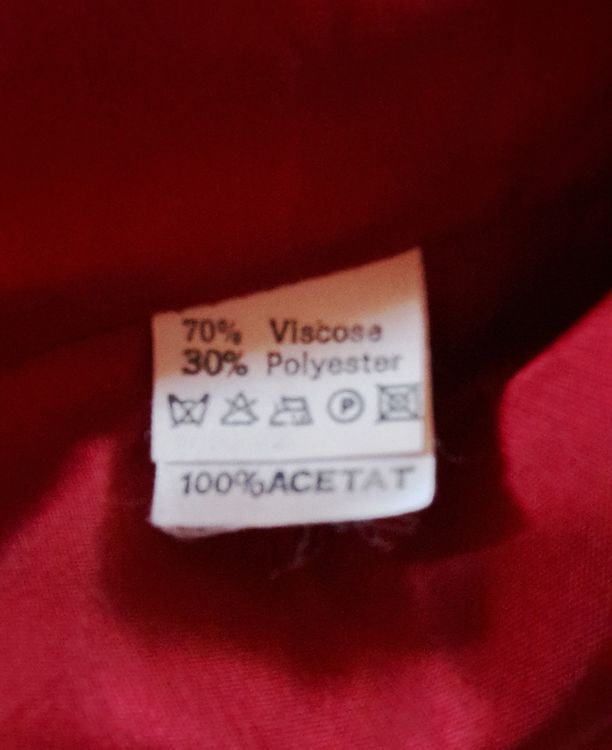 70% Viscose
30% Polyester
P
100% ACETAT